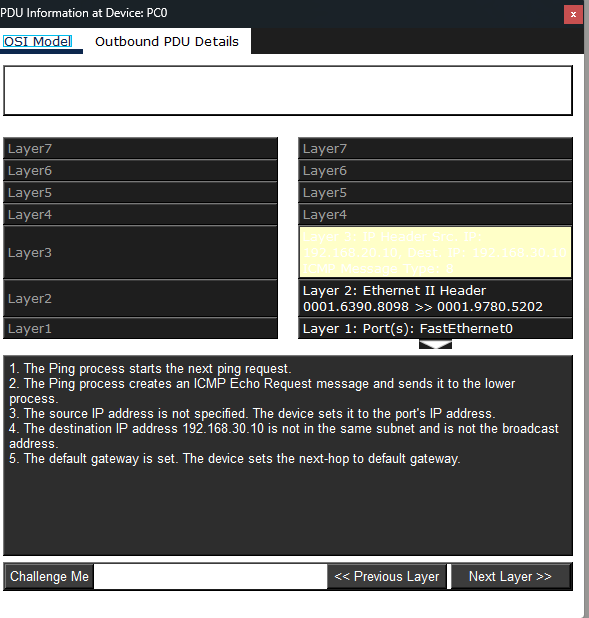 PDU Information at Device: PC0
x
OSI Model
Outbound PDU Details
Layer7
Layer7
Layer6
Layer6
Layer5
Layer5
Layer4
Layer4
Layer3
Layer 3: IP Header Src. IP:
192.168.20.10, Dest. IP: 192.168.30.10
ICMP Message Type: 8
Layer2
Layer 2: Ethernet II Header
0001.6390.8098 >> 0001.9780.5202
Layer1
Layer 1: Port(s): FastEthernet0
1. The Ping process starts the next ping request.
2. The Ping process creates an ICMP Echo Request message and sends it to the lower
process.
3. The source IP address is not specified. The device sets it to the port's IP address.
4. The destination IP address 192.168.30.10 is not in the same subnet and is not the broadcast
address.
5. The default gateway is set. The device sets the next-hop to default gateway.
Challenge Me
<< Previous Layer
Next Layer >>